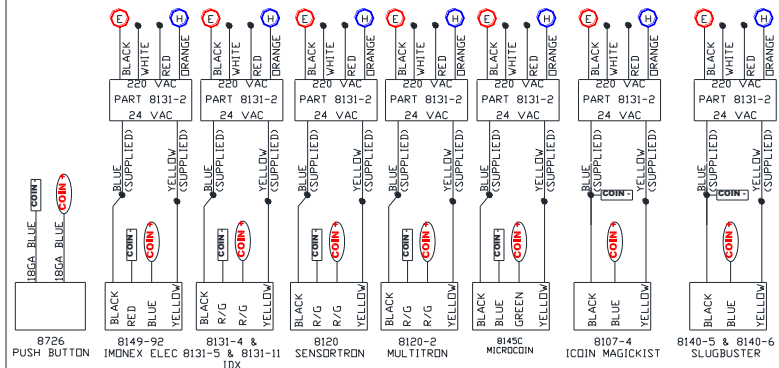 E H E H E H E H E H E H E H
BLACK WHITE RED ORANGE BLACK WHITE RED ORANGE BLACK WHITE RED ORANGE BLACK WHITE RED ORANGE BLACK WHITE RED ORANGE BLACK WHITE RED ORANGE BLACK WHITE RED ORANGE
220 VAC 220 VAC 220 VAC 220 VAC 220 VAC 220 VAC 220 VAC
PART 8131-2 PART 8131-2 PART 8131-2 PART 8131-2 PART 8131-2 PART 8131-2 PART 8131-2
24 VAC 24 VAC 24 VAC 24 VAC 24 VAC 24 VAC 24 VAC
BLUE (SUPPLIED) YELLOW (SUPPLIED) BLUE (SUPPLIED) YELLOW (SUPPLIED) BLUE (SUPPLIED) YELLOW (SUPPLIED) BLUE (SUPPLIED) YELLOW (SUPPLIED) BLUE (SUPPLIED) YELLOW (SUPPLIED) BLUE (SUPPLIED) YELLOW (SUPPLIED) BLUE (SUPPLIED) YELLOW (SUPPLIED)
COIN - COIN + COIN - COIN -
18GA BLUE 18GA BLUE
COIN - COIN + COIN - COIN + COIN - COIN + COIN - COIN + COIN - COIN + COIN + COIN +
BLACK RED BLUE YELLOW BLACK R/G R/G YELLOW BLACK R/G R/G YELLOW BLACK R/G R/G YELLOW BLACK BLUE GREEN YELLOW BLACK BLUE YELLOW BLACK BLUE YELLOW
8726 8149-92 8131-4 & 8120 8120-2 8145C 8107-4 8140-5 & 8140-6
PUSH BUTTON IMONEX ELEC 8131-5 & 8131-11 SENSORTRON MULTITRON MICROCOIN ICOIN MAGICKIST SLUGBUSTER
IDX